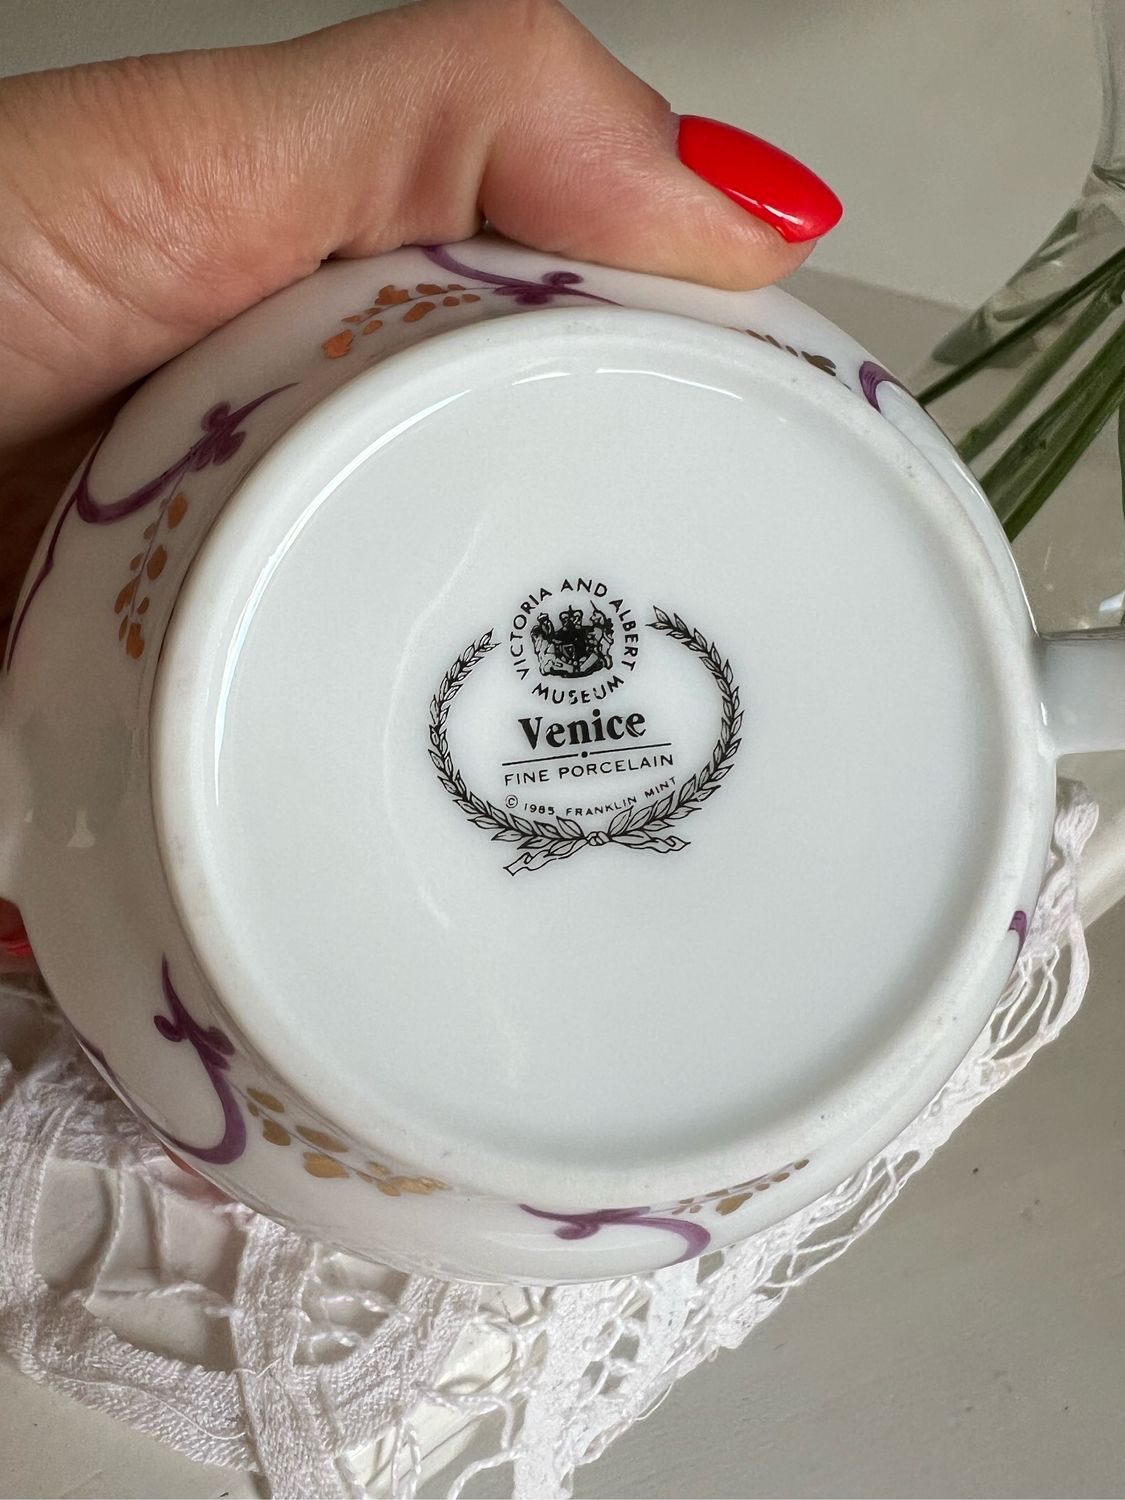 VICTORIA AND ALBERT
MUSEUM
Venice
FINE PORCELAIN
© 1985 FRANKLIN MINT